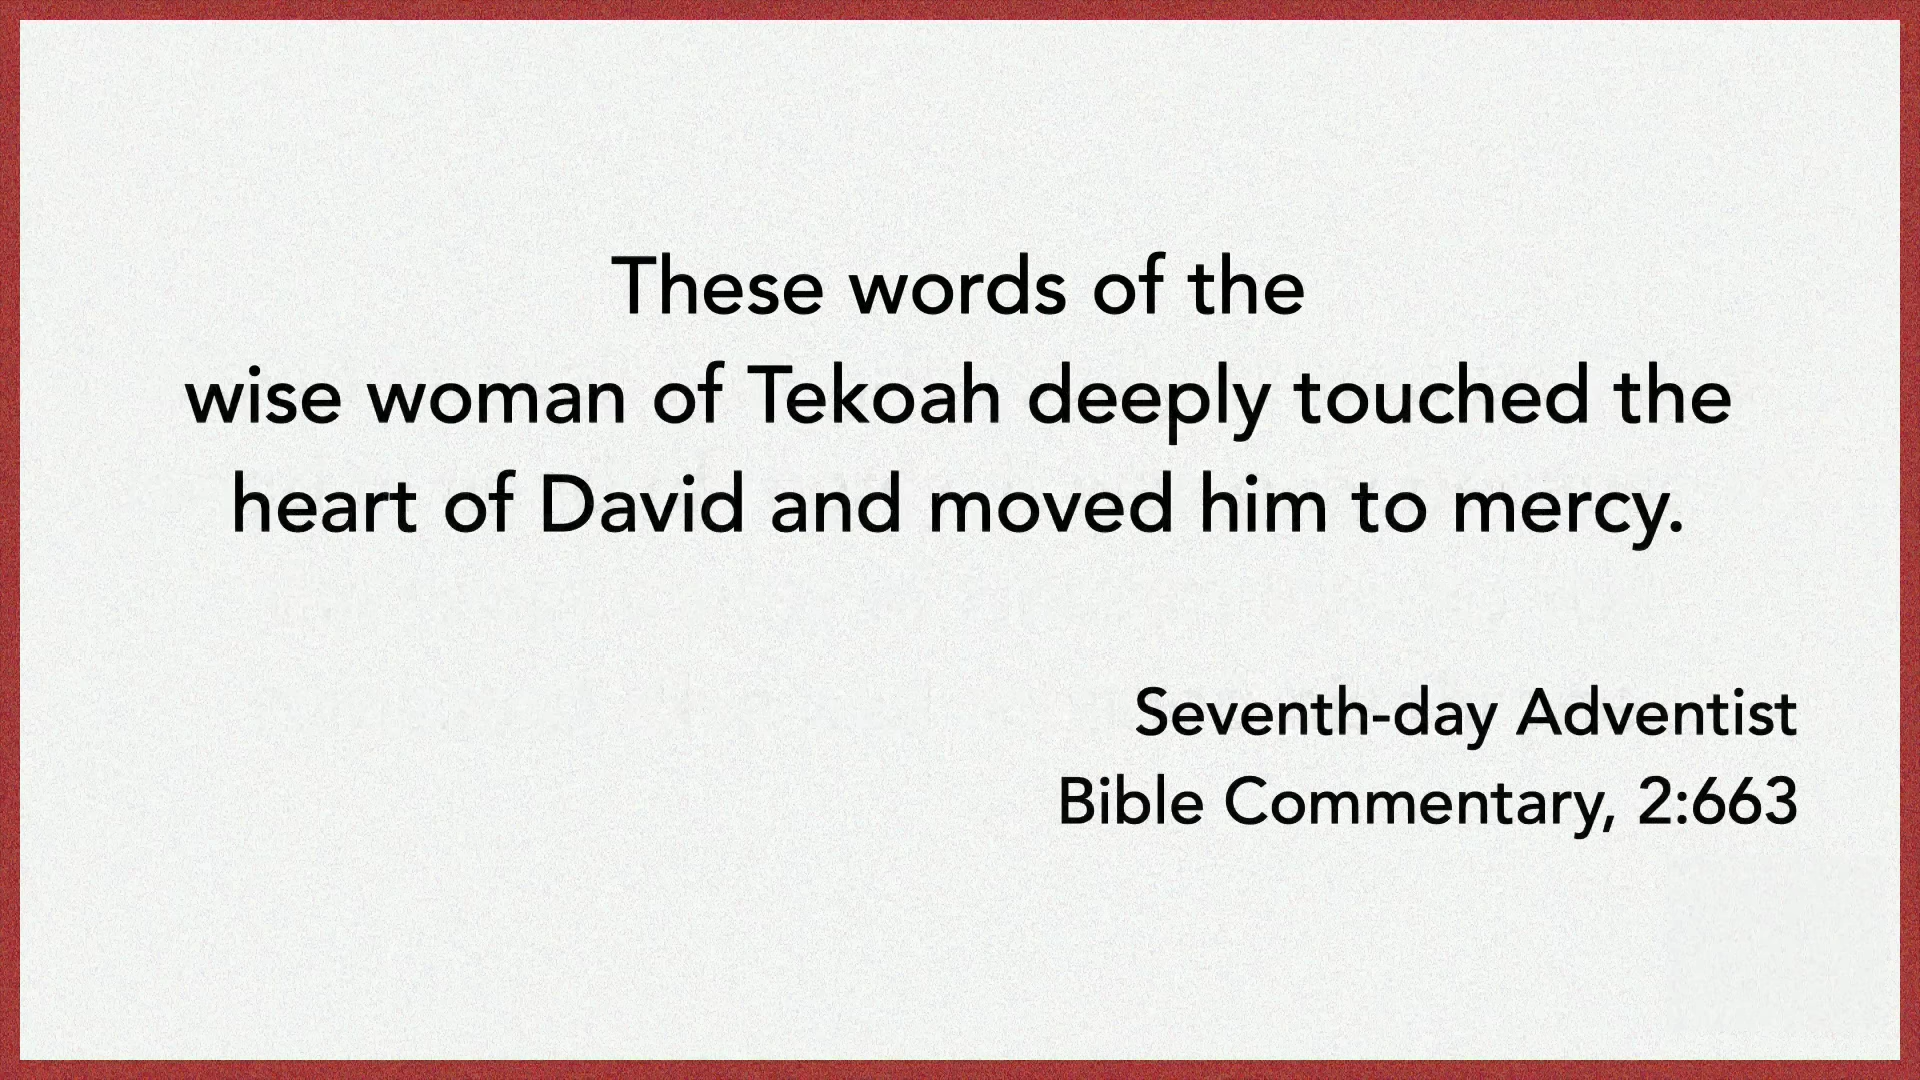 These words of the
wise woman of Tekoah deeply touched the
heart of David and moved him to mercy.
Seventh-day Adventist
Bible Commentary, 2:663